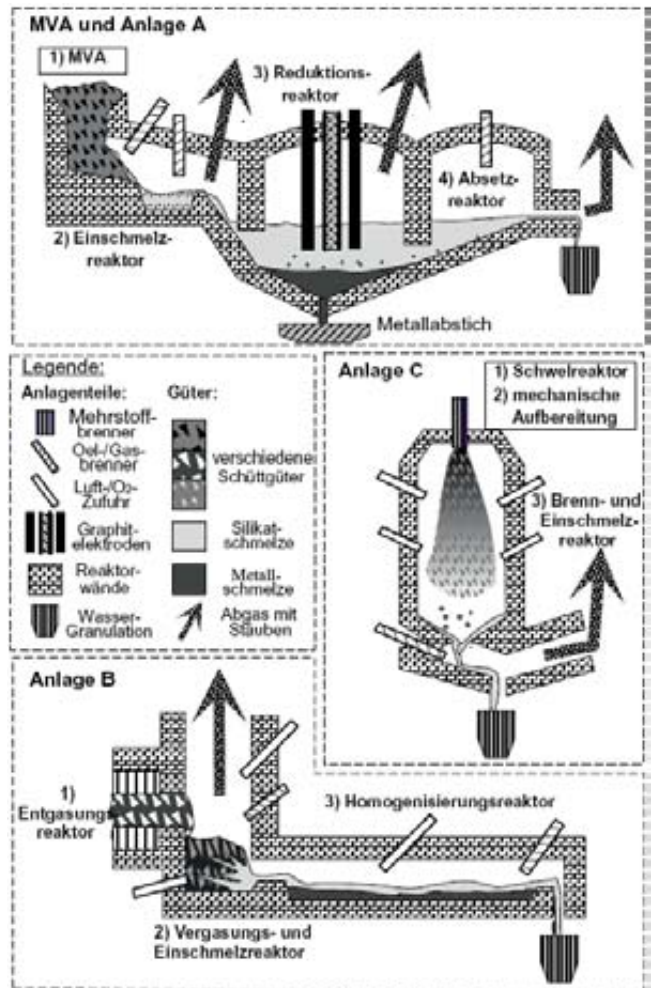 MVA und Anlage A
1) MVA
3) Reduktions-
reaktor
4) Absetz-
reaktor
2) Einschmelz-
reaktor
Metallabstich
Legende:
Anlagenteile:
Mehrstoff-
brenner
Oel-/Gas-
brenner
Luft-/O2-
Zufuhr
Graphit-
elektroden
Reaktor-
wände
Wasser-
Granulation
Güter:
verschiedene
Schüttgüter
Silikat-
schmelze
Metall-
schmelze
Abgas mit
Stäuben
Anlage C
1) Schwelreaktor
2) mechanische
Aufbereitung
3) Brenn- und
Einschmelz-
reaktor
Anlage B
1)
Entgasungs-
reaktor
3) Homogenisierungsreaktor
2) Vergasungs- und
Einschmelzreaktor